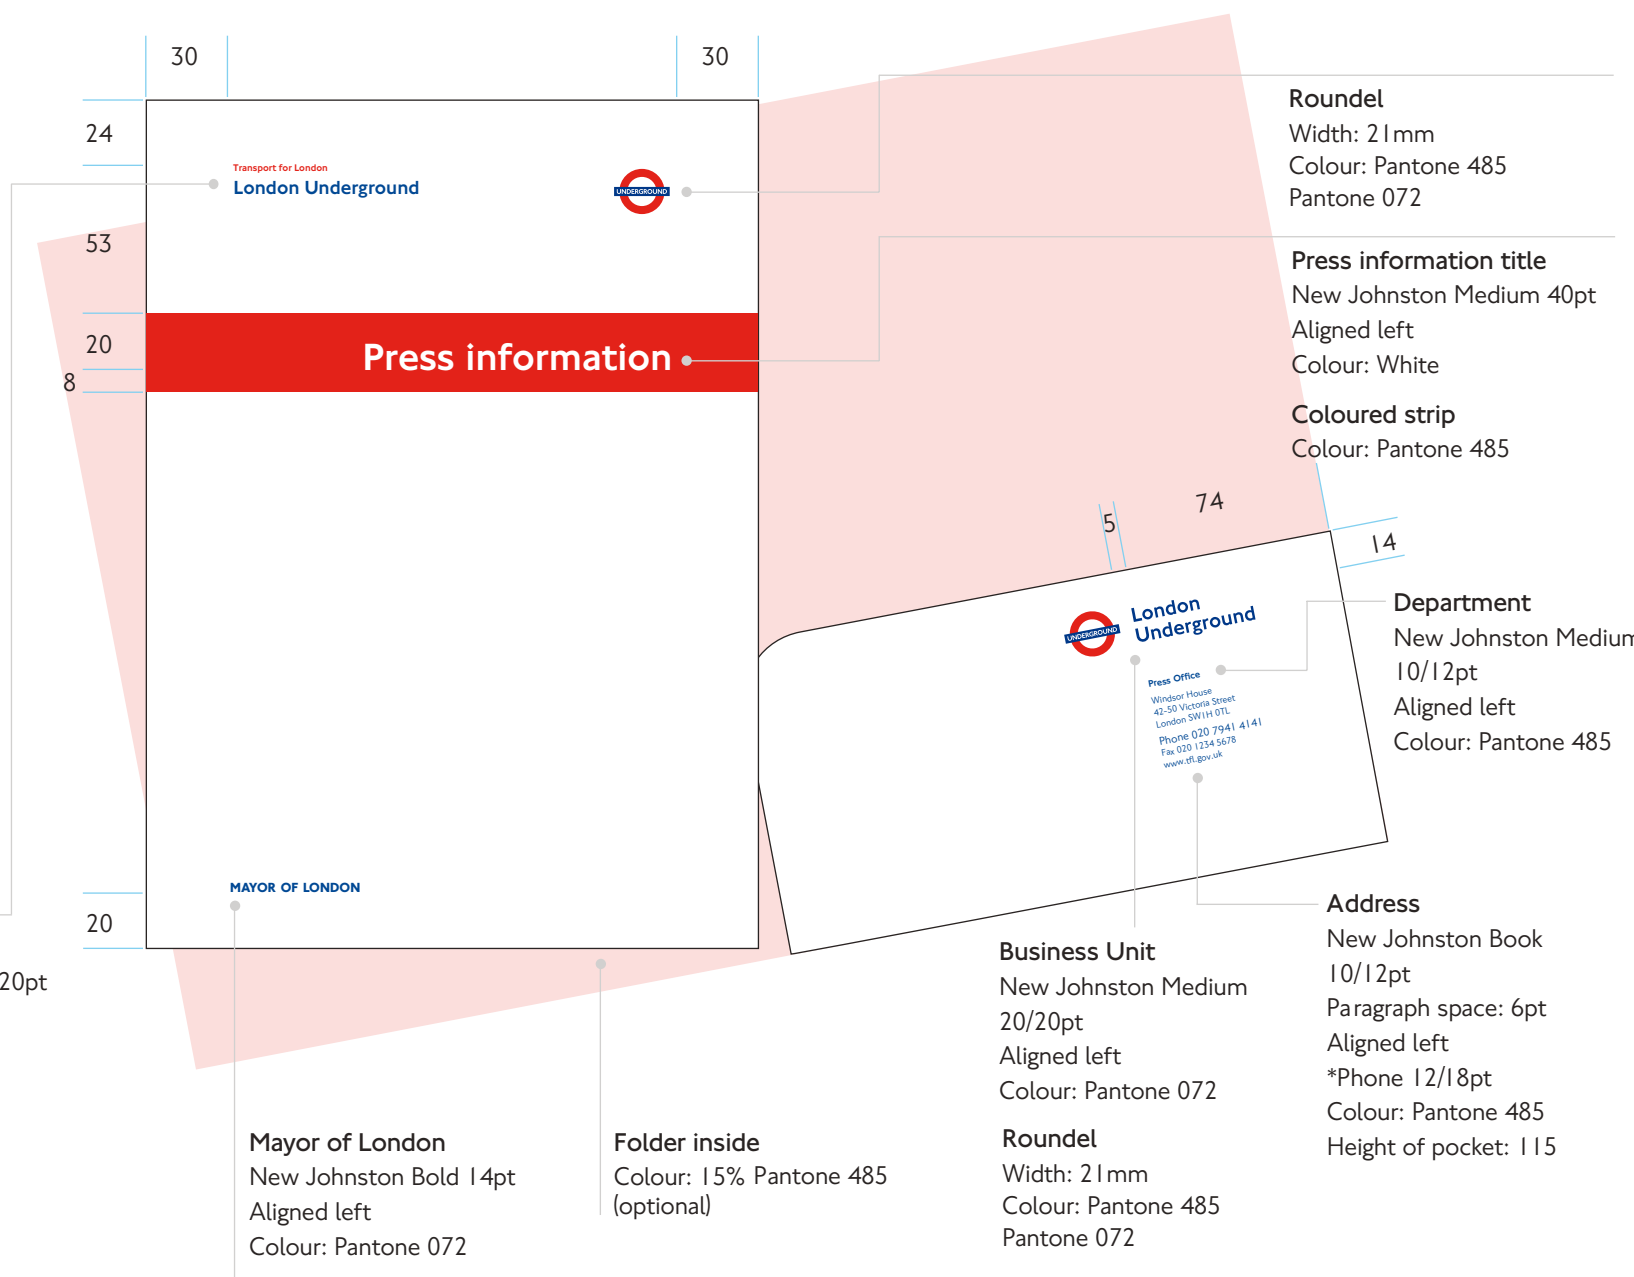 30
30
24
53
20
8
20
20pt
Transport for London
London Underground
UNDERGROUND
Press information
MAYOR OF LONDON
Roundel
Width: 21mm
Colour: Pantone 485
Pantone 072
Press information title
New Johnston Medium 40pt
Aligned left
Colour: White
Coloured strip
Colour: Pantone 485
5
74
14
UNDERGROUND
London
Underground
Press Office
Windsor House
42-50 Victoria Street
London SW1H 0TL
Phone 020 7941 4141
Fax 020 1234 5678
www.tfl.gov.uk
Department
New Johnston Medium
10/12pt
Aligned left
Colour: Pantone 485
Address
New Johnston Book
10/12pt
Paragraph space: 6pt
Aligned left
*Phone 12/18pt
Colour: Pantone 485
Height of pocket: 115
Business Unit
New Johnston Medium
20/20pt
Aligned left
Colour: Pantone 072
Roundel
Width: 21mm
Colour: Pantone 485
Pantone 072
Mayor of London
New Johnston Bold 14pt
Aligned left
Colour: Pantone 072
Folder inside
Colour: 15% Pantone 485
(optional)